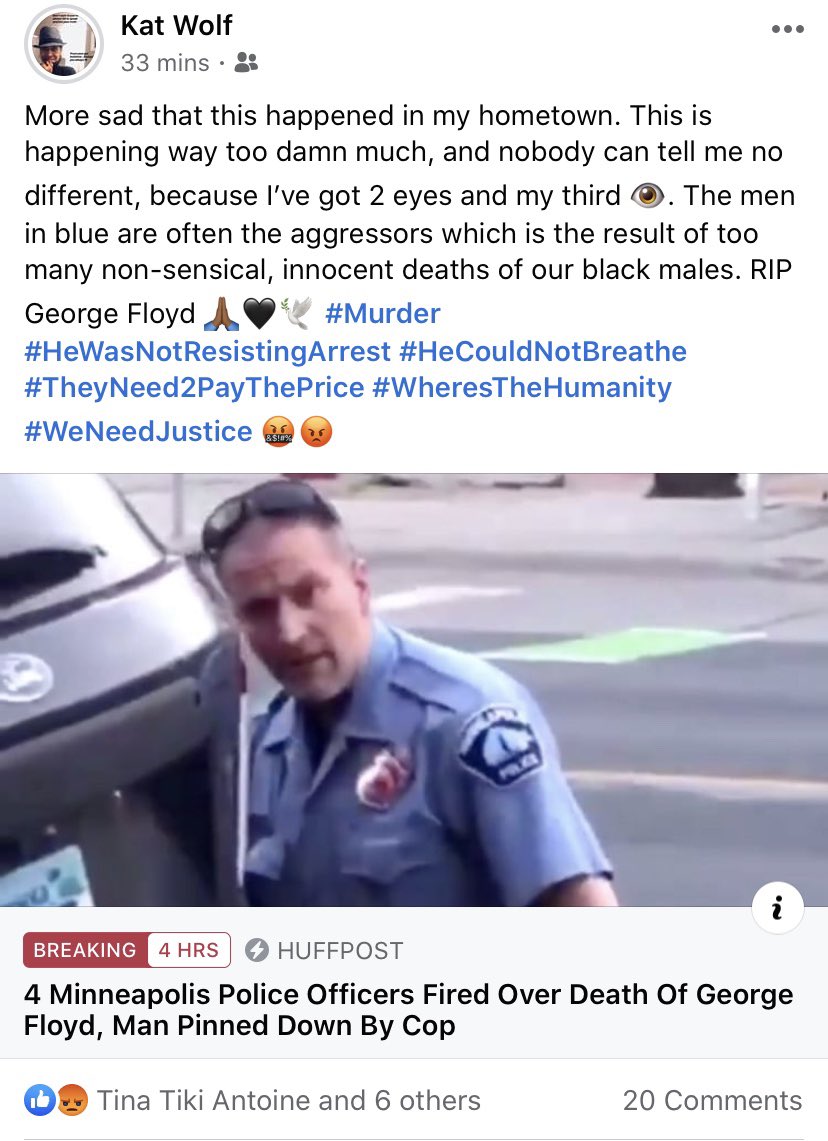 Kat Wolf
33 mins ·
More sad that this happened in my hometown. This is
happening way too damn much, and nobody can tell me no
different, because I've got 2 eyes and my third 👁. The men
in blue are often the aggressors which is the result of too
many non-sensical, innocent deaths of our black males. RIP
George Floyd 🙏🏾🖤🕊 #Murder
#HeWasNotResistingArrest #HeCouldNotBreathe
#TheyNeed2PayThePrice #WheresTheHumanity
#WeNeedJustice 🤬😡
POLICE
BREAKING 4 HRS HUFFPOST
4 Minneapolis Police Officers Fired Over Death Of George
Floyd, Man Pinned Down By Cop
Tina Tiki Antoine and 6 others 20 Comments